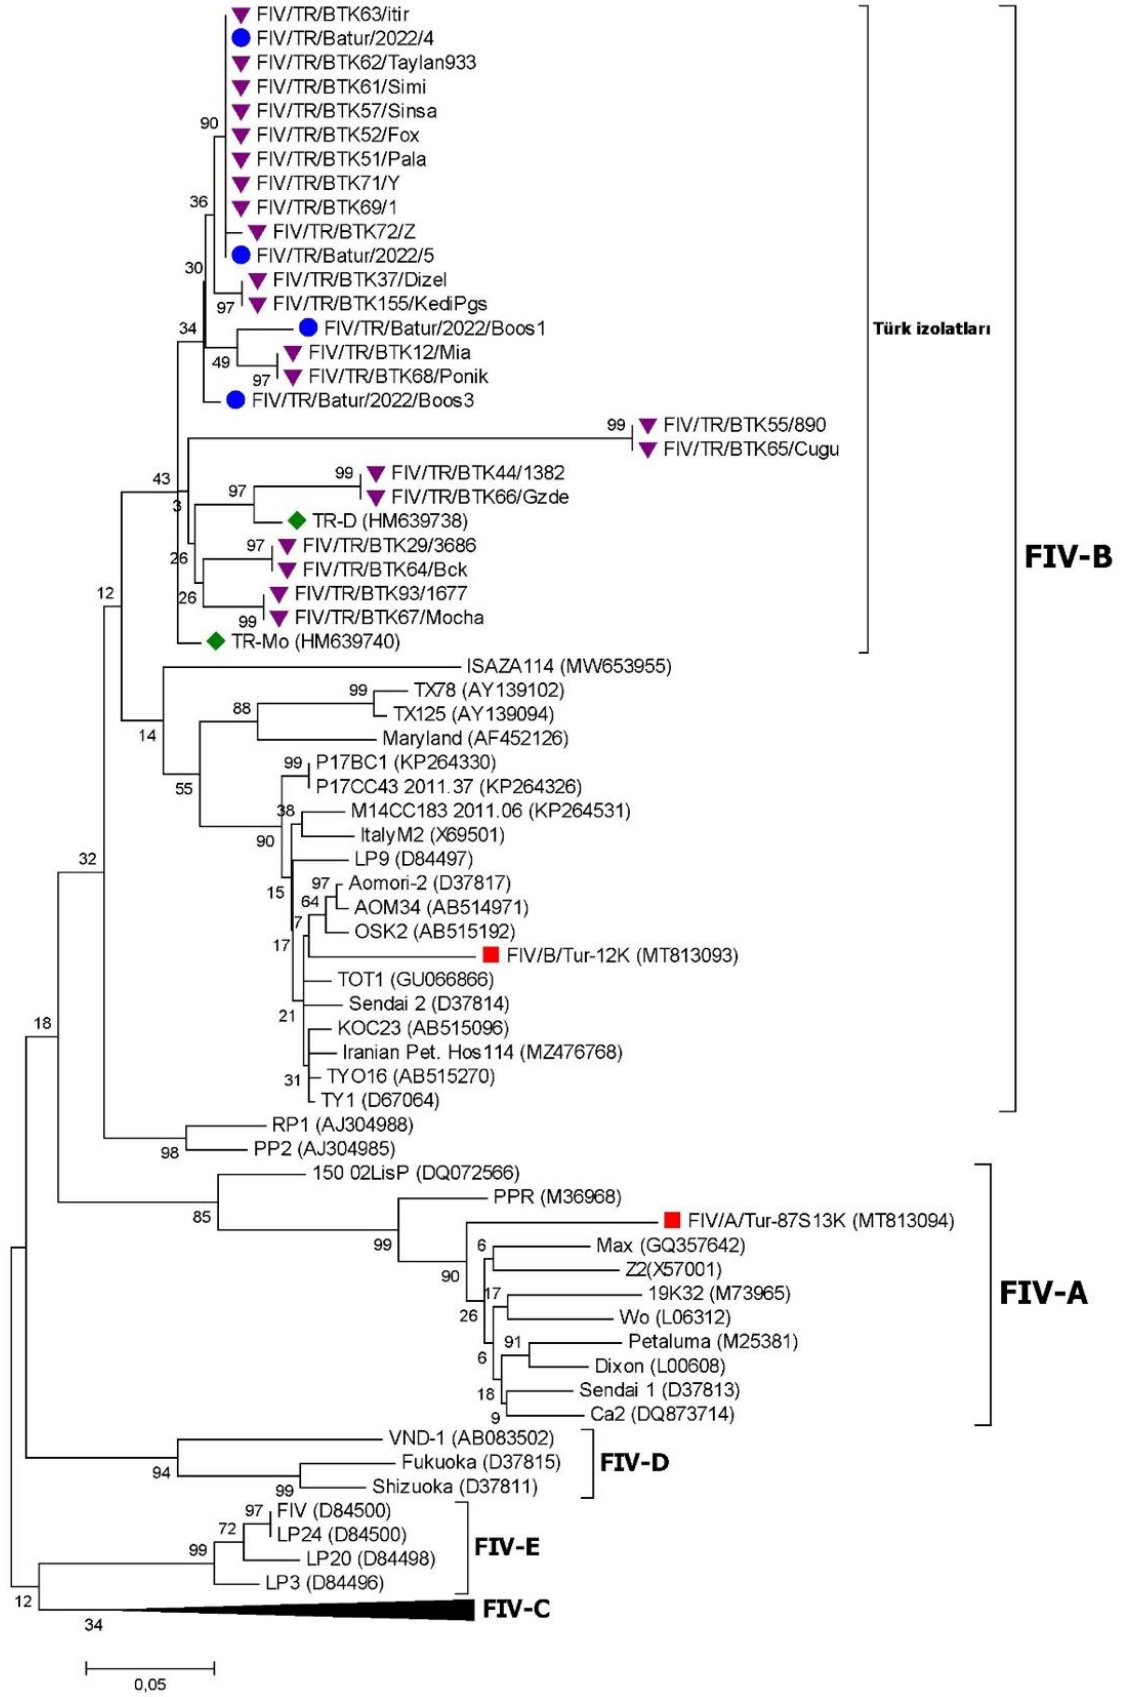 FIV/TR/BTK63/itir
FIV/TR/Batur/2022/4
FIV/TR/BTK62/Taylan933
FIV/TR/BTK61/Simi
FIV/TR/BTK57/Sinsa
90
FIV/TR/BTK52/Fox
FIV/TR/BTK51/Pala
FIV/TR/BTK71/Y
36
FIV/TR/BTK69/1
FIV/TR/BTK72/Z
FIV/TR/Batur/2022/5
30
FIV/TR/BTK37/Dizel
97
FIV/TR/BTK155/KediPgs
34
FIV/TR/Batur/2022/Boos1
Türk izolatları
49
FIV/TR/BTK12/Mia
97
FIV/TR/BTK68/Ponik
FIV/TR/Batur/2022/Boos3
99
FIV/TR/BTK55/890
FIV/TR/BTK65/Cugu
43
99
FIV/TR/BTK44/1382
3
97
FIV/TR/BTK66/Gzde
TR-D (HM639738)
26
97
FIV/TR/BTK29/3686
FIV-B
FIV/TR/BTK64/Bck
12
26
FIV/TR/BTK93/1677
99
FIV/TR/BTK67/Mocha
TR-Mo (HM639740)
ISAZA114 (MW653955)
99
TX78 (AY139102)
88
TX125 (AY139094)
14
Maryland (AF452126)
99
P17BC1 (KP264330)
55
P17CC43 2011.37 (KP264326)
38
M14CC183 2011.06 (KP264531)
90
ItalyM2 (X69501)
32
LP9 (D84497)
15
97
Aomori-2 (D37817)
64
AOM34 (AB514971)
7
OSK2 (AB515192)
17
FIV/B/Tur-12K (MT813093)
TOT1 (GU066866)
21
Sendai 2 (D37814)
18
KOC23 (AB515096)
Iranian Pet. Hos114 (MZ476768)
31
TYO16 (AB515270)
TY1 (D67064)
RP1 (AJ304988)
98
PP2 (AJ304985)
150 02LisP (DQ072566)
85
PPR (M36968)
FIV/A/Tur-87S13K (MT813094)
99
6
Max (GQ357642)
90
Z2(X57001)
17
19K32 (M73965)
FIV-A
26
Wo (L06312)
91
Petaluma (M25381)
6
Dixon (L00608)
18
Sendai 1 (D37813)
9
Ca2 (DQ873714)
VND-1 (AB083502)
94
Fukuoka (D37815)
FIV-D
99
Shizuoka (D37811)
97
FIV (D84500)
72
LP24 (D84500)
99
LP20 (D84498)
FIV-E
LP3 (D84496)
12
FIV-C
34
0,05